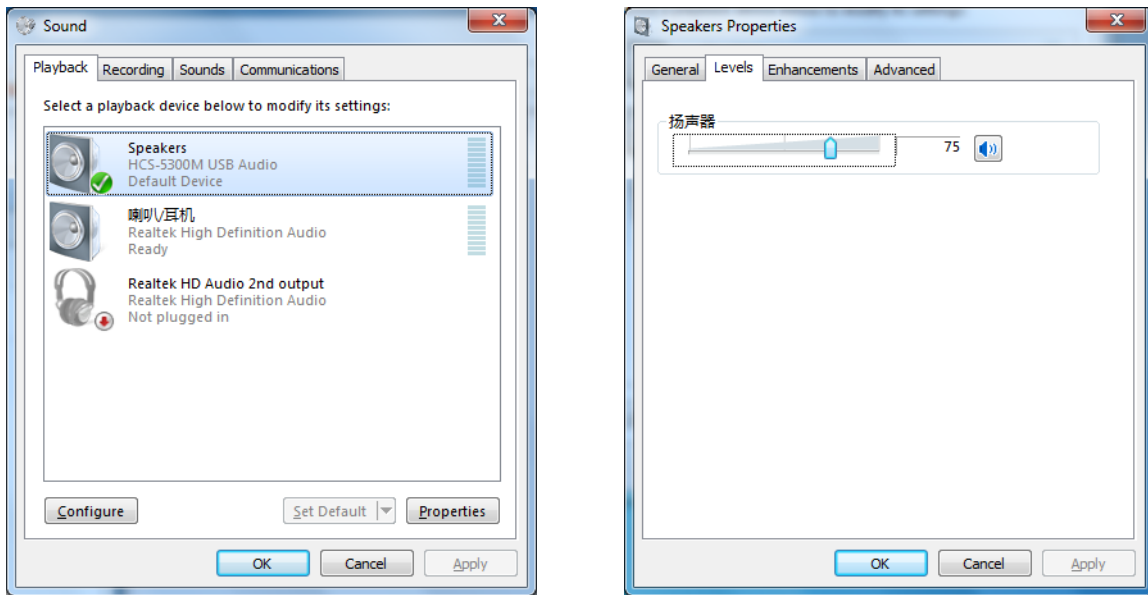 Sound
Playback Recording Sounds Communications
Select a playback device below to modify its settings:
Speakers
HCS-5300M USB Audio
Default Device
喇叭/耳机
Realtek High Definition Audio
Ready
Realtek HD Audio 2nd output
Realtek High Definition Audio
Not plugged in
Configure Set Default Properties
OK Cancel Apply
Speakers Properties
General Levels Enhancements Advanced
扬声器
75
OK Cancel Apply